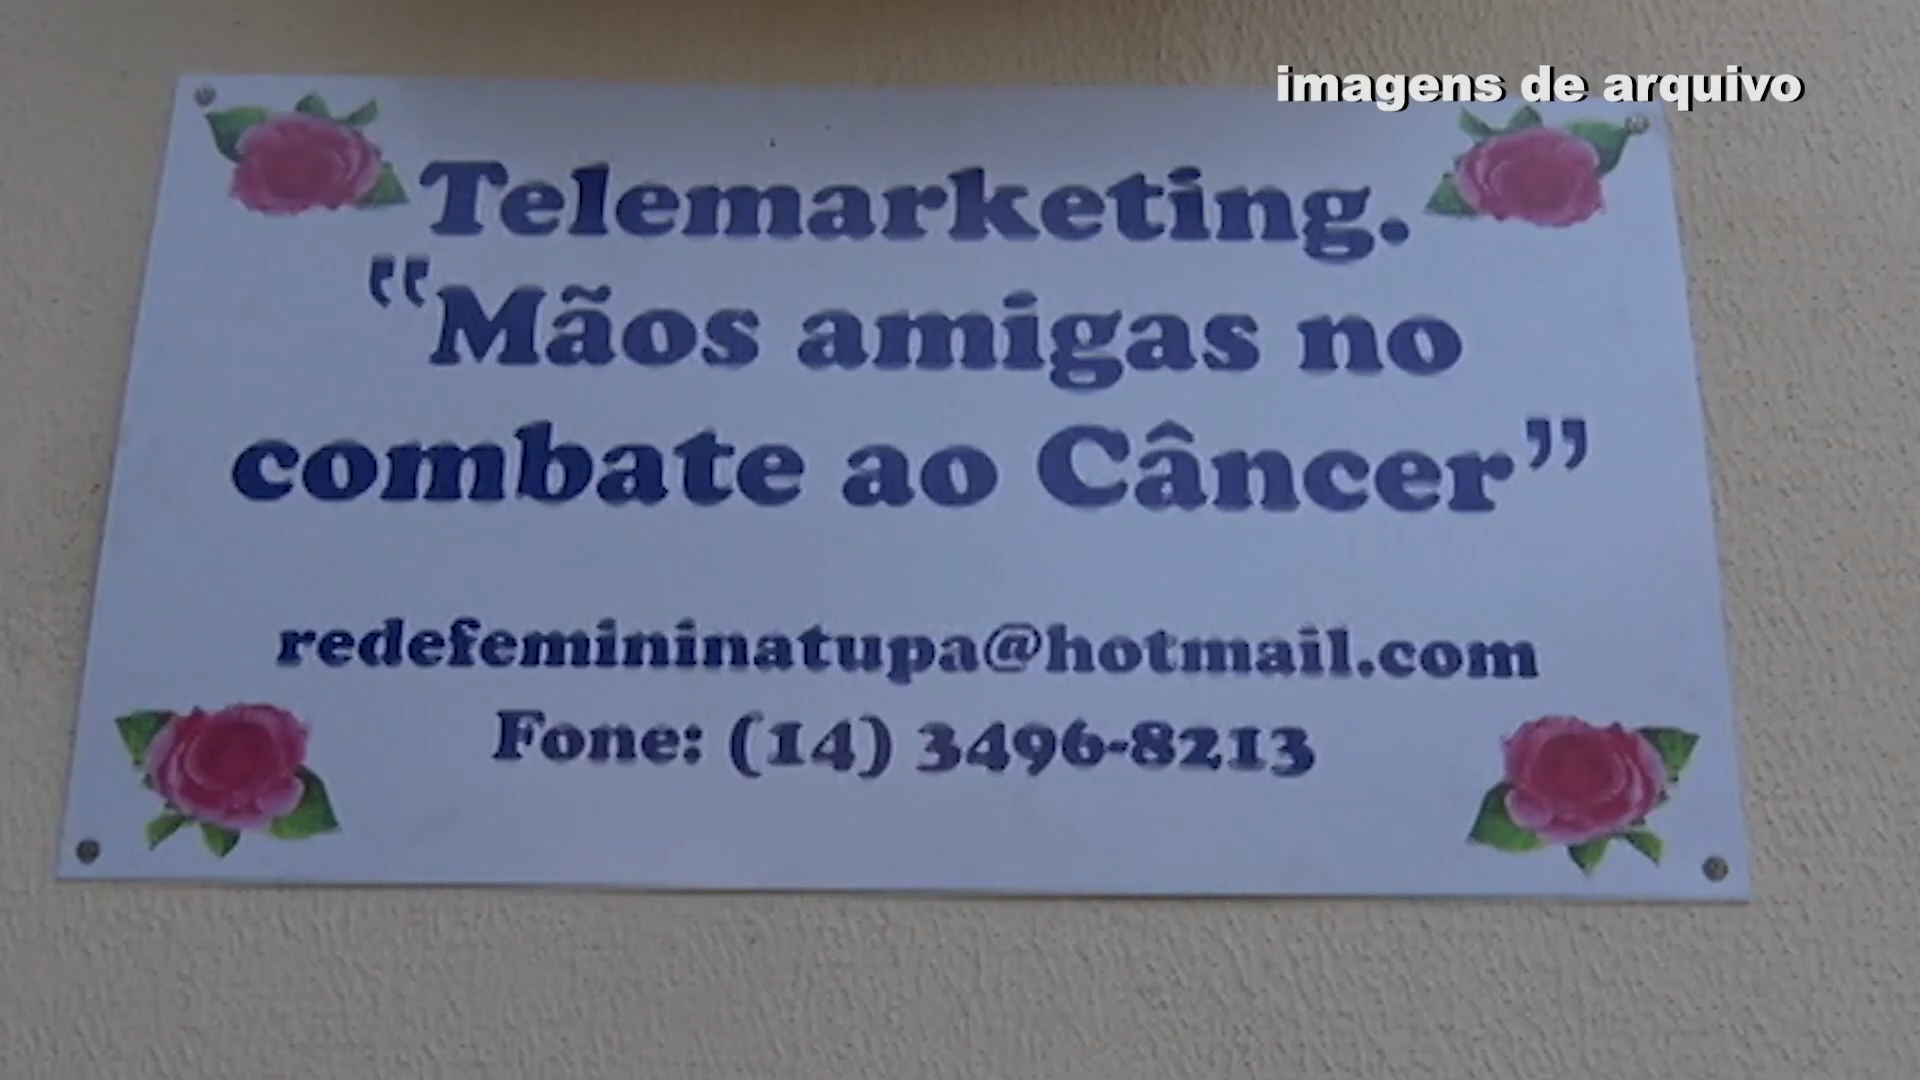 imagens de arquivo
Telemarketing.
"Mãos amigas no
combate ao Câncer"
redefemininatupa@hotmail.com
Fone: (14) 3496-8213